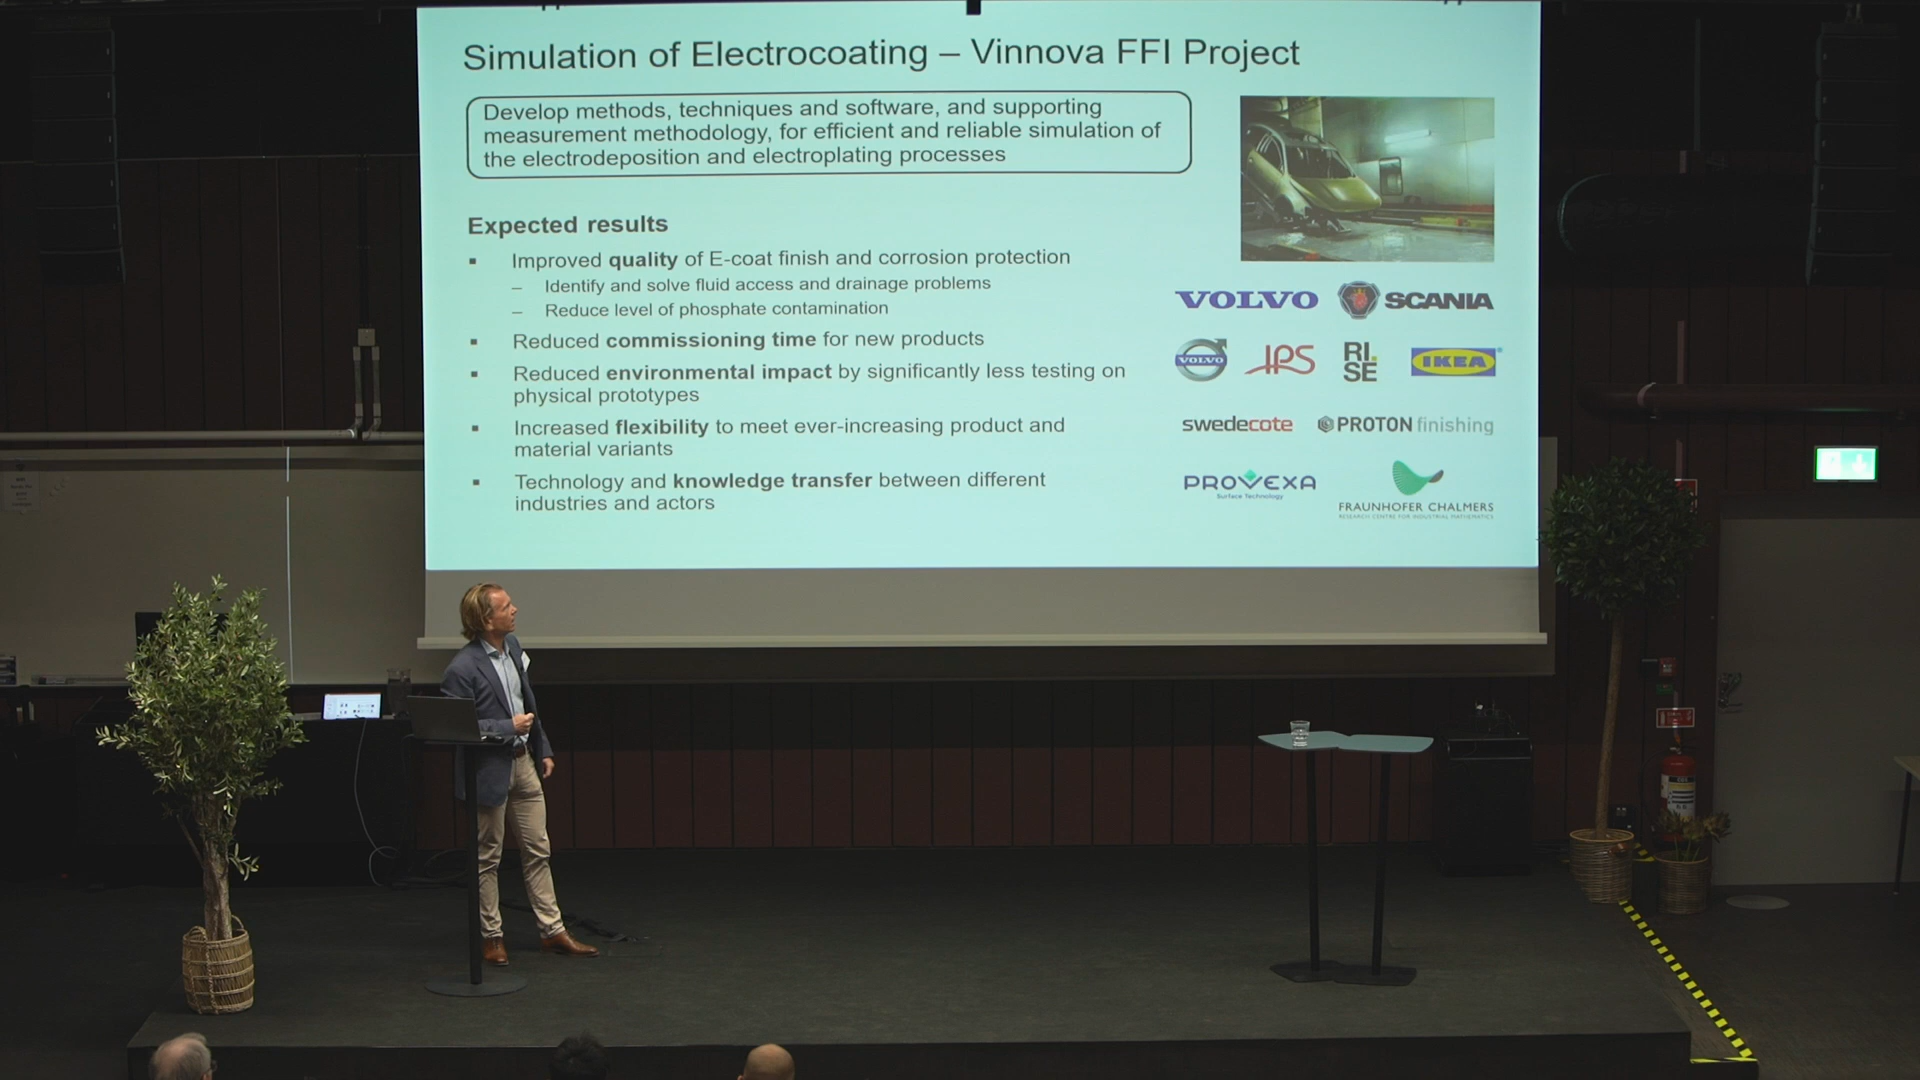 Simulation of Electrocoating – Vinnova FFI Project
Develop methods, techniques and software, and supporting
measurement methodology, for efficient and reliable simulation of
the electrodeposition and electroplating processes
Expected results
▪ Improved quality of E-coat finish and corrosion protection
– Identify and solve fluid access and drainage problems
– Reduce level of phosphate contamination
▪ Reduced commissioning time for new products
▪ Reduced environmental impact by significantly less testing on
physical prototypes
▪ Increased flexibility to meet ever-increasing product and
material variants
▪ Technology and knowledge transfer between different
industries and actors
VOLVO SCANIA
VOLVO IPS RI.SE IKEA
swedecote PROTON finishing
PROVEXA
Surface Technology
FRAUNHOFER CHALMERS
RESEARCH CENTRE FOR INDUSTRIAL MATHEMATICS